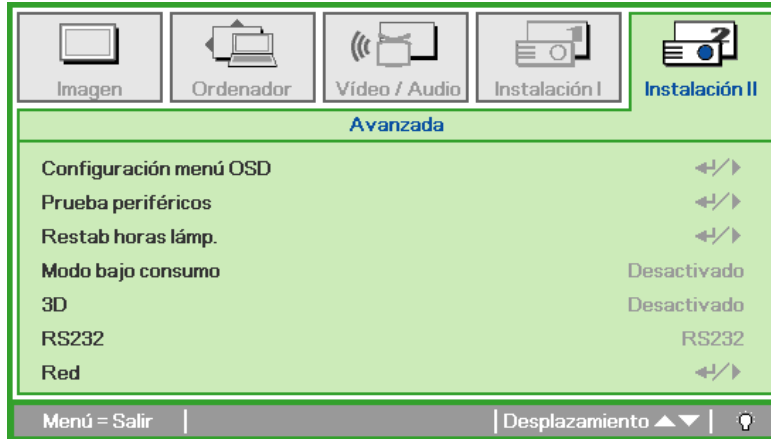 Imagen
Ordenador
Vídeo / Audio
Instalación I
Instalación II
Avanzada
Configuración menú OSD
Prueba periféricos
Restab horas lámp.
Modo bajo consumo Desactivado
3D Desactivado
RS232 RS232
Red
Menú = Salir Desplazamiento